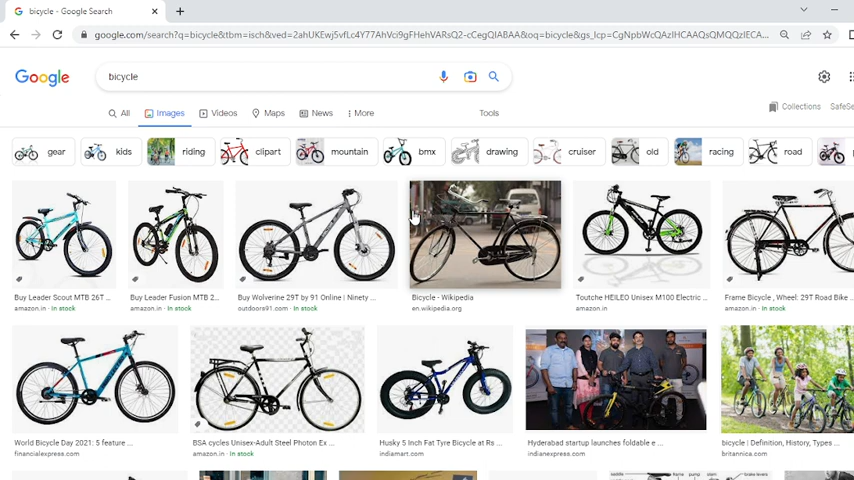 bicycle - Google Search
google.com/search?q=bicycle&tbm=isch&ved=2ahUKEwj5vfLc4Y77AhVci9gFHehVARsQ2-cCegQIABAA&oq=bicycle&gs_lcp=CgNpbWcQAzIHCAAQsQMQQzIECA...
Google
bicycle
All Images Videos Maps News More Tools
Collections SafeSe
gear kids riding clipart mountain bmx drawing cruiser old racing road
Buy Leader Scout MTB 26T ... Buy Leader Fusion MTB 2... Buy Wolverine 29T by 91 Online | Ninety ... Bicycle - Wikipedia Toutche HEILEO Unisex M100 Electric ... Frame Bicycle , Wheel: 29T Road Bike ...
amazon.in - In stock amazon.in - In stock outdoors91.com - In stock en.wikipedia.org amazon.in amazon.in - In stock
World Bicycle Day 2021: 5 feature ... BSA cycles Unisex-Adult Steel Photon Ex ... Husky 5 Inch Fat Tyre Bicycle at Rs ... Hyderabad startup launches foldable e ... bicycle | Definition, History, Types ...
financialexpress.com amazon.in - In stock indiamart.com indianexpress.com britannica.com